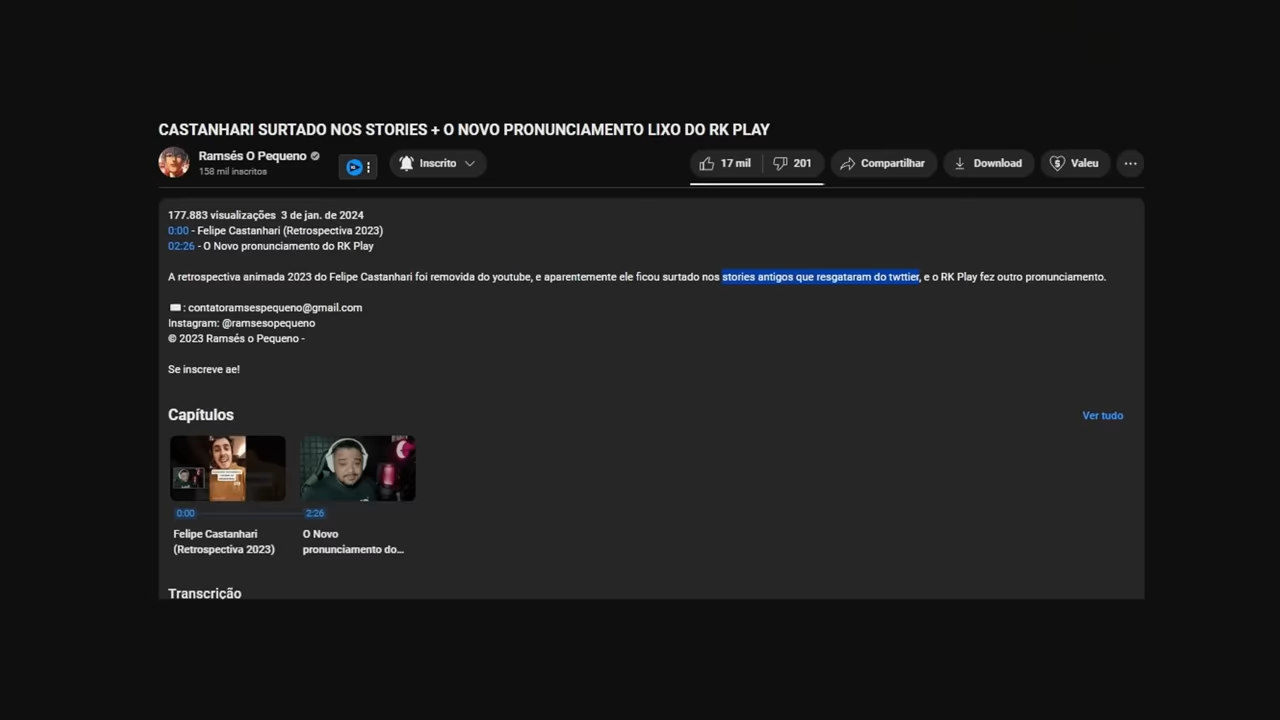 CASTANHARI SURTADO NOS STORIES + O NOVO PRONUNCIAMENTO LIXO DO RK PLAY
Ramsés O Pequeno
158 mil inscritos
Inscrito
17 mil
201
Compartilhar
Download
Valeu
177.883 visualizações 3 de jan. de 2024
0:00 - Felipe Castanhari (Retrospectiva 2023)
02:26 - O Novo pronunciamento do RK Play
A retrospectiva animada 2023 do Felipe Castanhari foi removida do youtube, e aparentemente ele ficou surtado nos stories antigos que resgataram do twttier, e o RK Play fez outro pronunciamento.
: contatoramsespequeno@gmail.com
Instagram: @ramsesopequeno
© 2023 Ramsés o Pequeno -
Se inscreve ae!
Capítulos
Ver tudo
0:00
2:26
Felipe Castanhari
(Retrospectiva 2023)
O Novo
pronunciamento do...
Transcrição